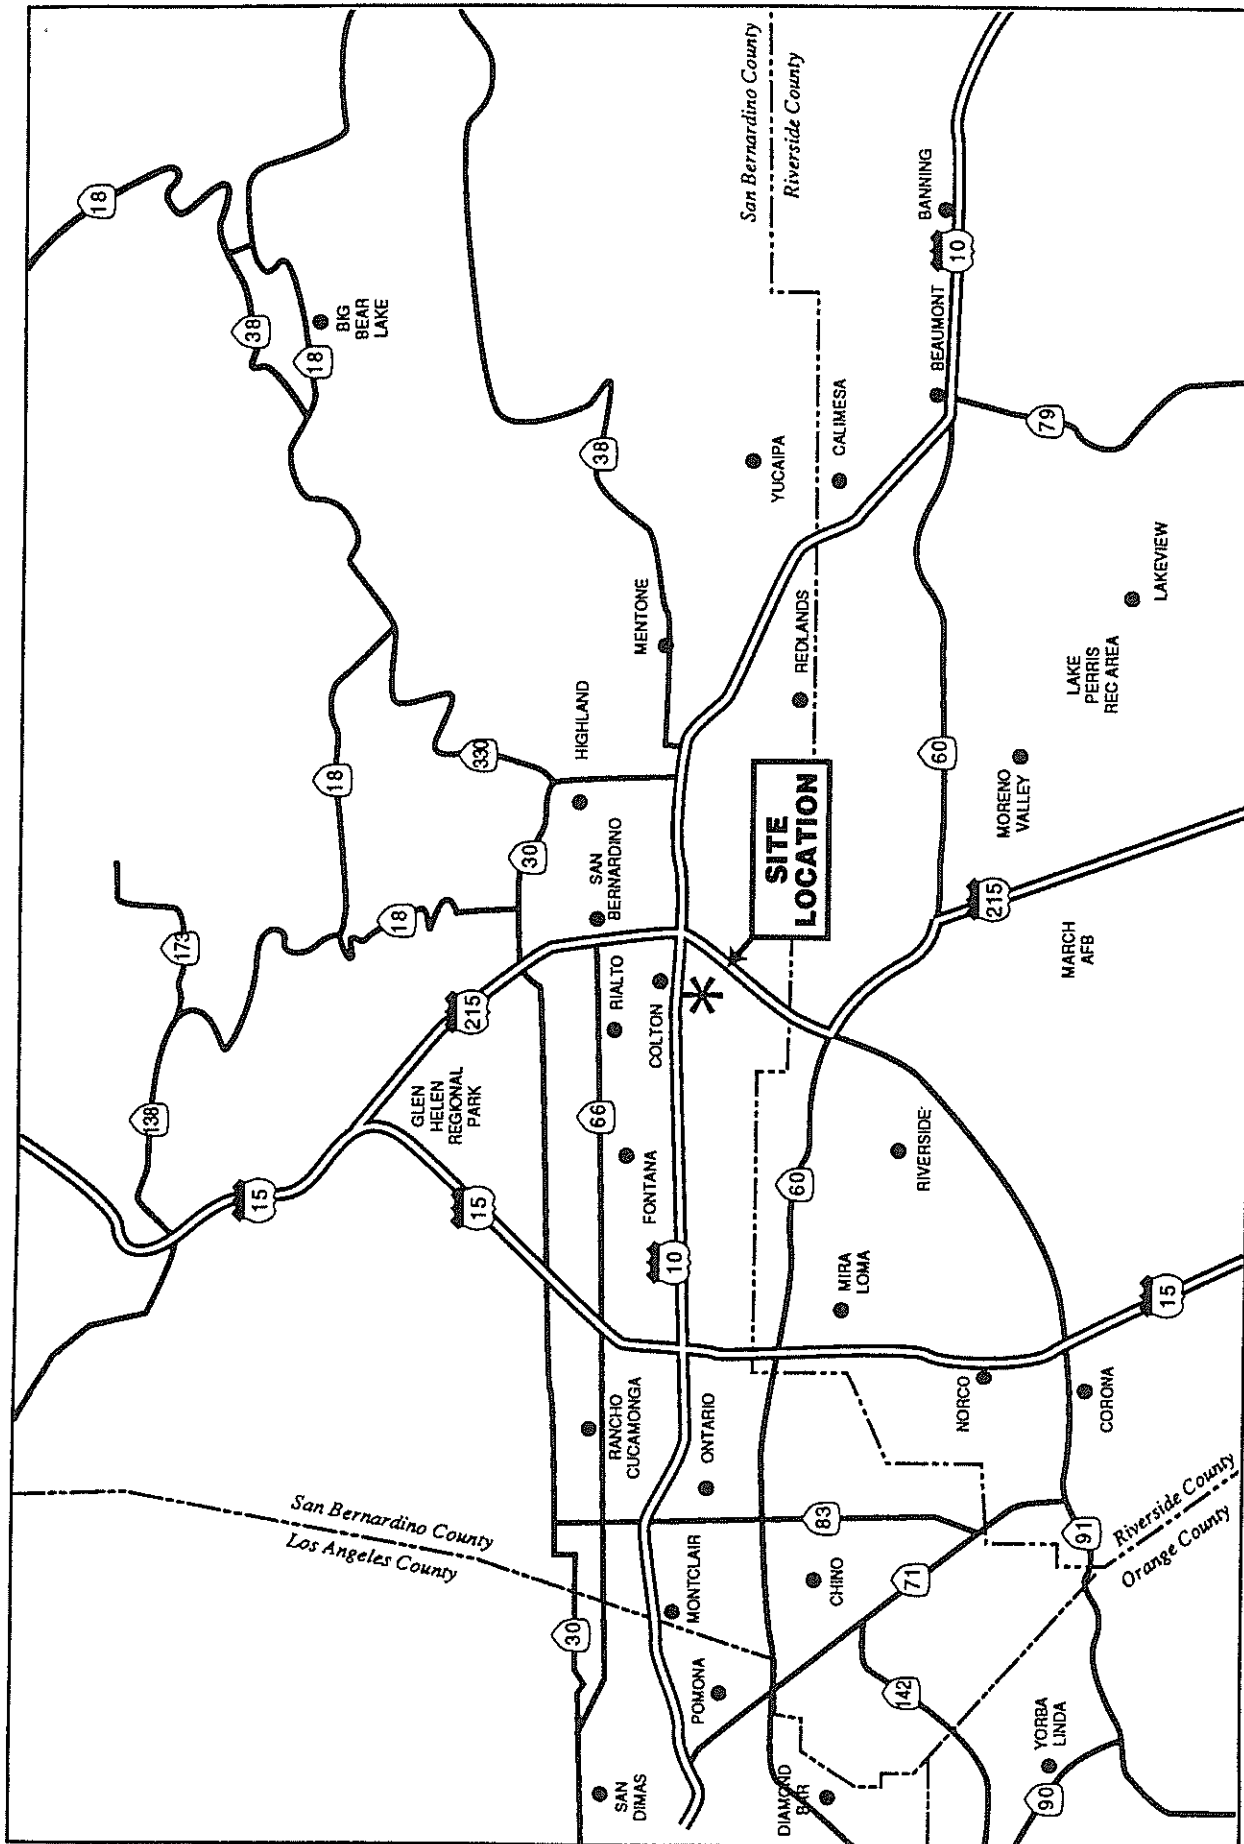 18
173
138
15
38
18
BIG
BEAR
LAKE
18
San Bernardino County
Los Angeles County
18
GLEN
HELEN
REGIONAL
PARK
215
15
330
30
30
HIGHLAND
38
SAN
DIMAS
RANCHO
CUCAMONGA
66
FONTANA
RIALTO
SAN
BERNARDINO
MENTONE
MONTCLAIR
10
COLTON
POMONA
ONTARIO
SITE
LOCATION
REDLANDS
YUCAIPA
San Bernardino County
Riverside County
DIAMOND
BAR
CHINO
83
60
MIRA
LOMA
CALIMESA
142
71
RIVERSIDE
60
BEAUMONT
BANNING
10
NORCO
215
MORENO
VALLEY
79
90
YORBA
LINDA
91
CORONA
MARCH
AFB
LAKE
PERRIS
REC AREA
LAKEVIEW
Riverside County
Orange County
15